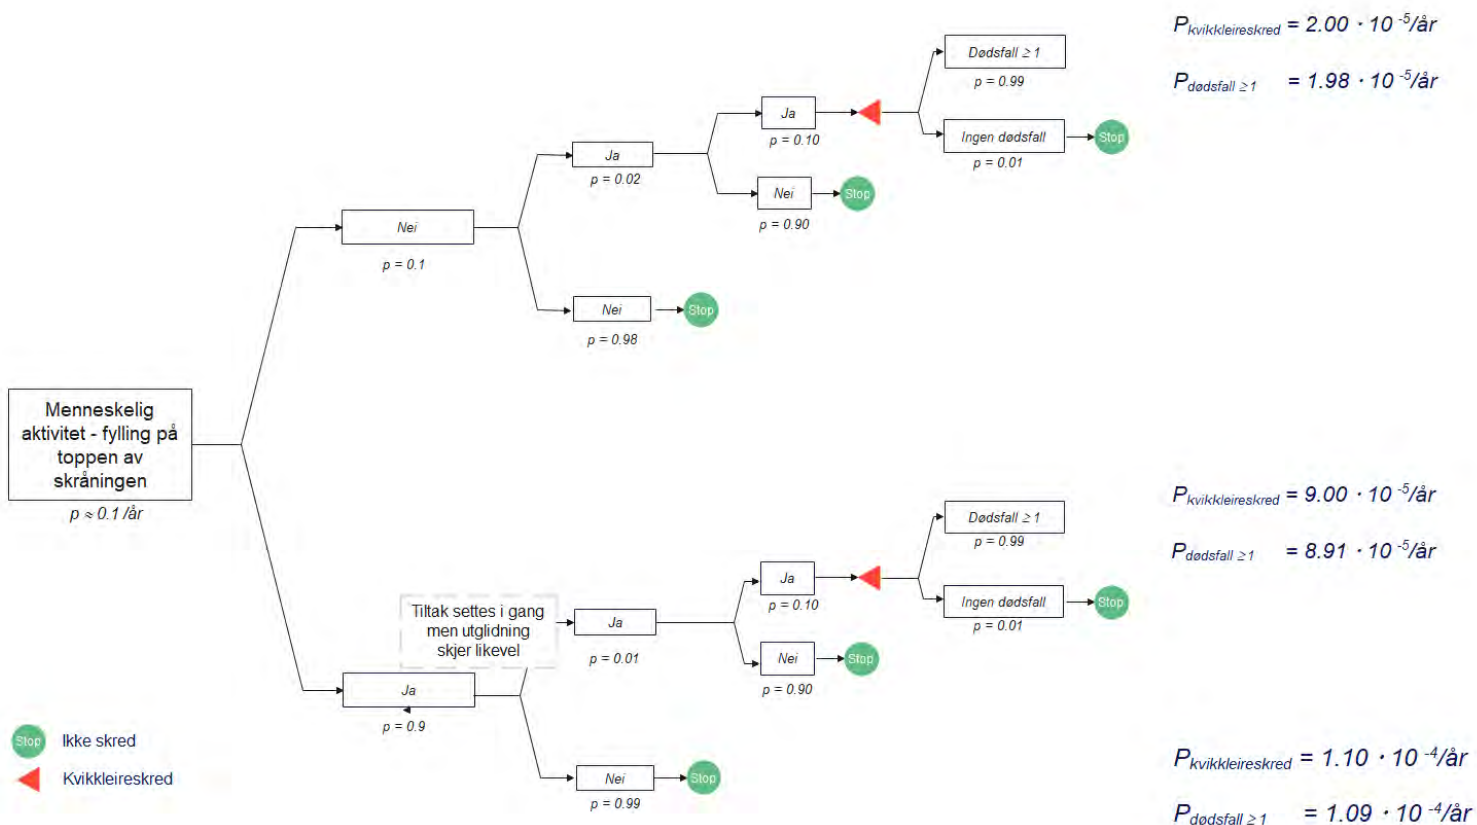 P kvikkleireskred = 2.00 · 10 -5/år
P dødsfall ≥ 1 = 1.98 · 10 -5/år
Dødsfall ≥ 1
p = 0.99
Ja
p = 0.10
Ingen dødsfall
Stop
p = 0.01
Ja
p = 0.02
Nei
Stop
p = 0.90
Nei
p = 0.1
Nei
Stop
p = 0.98
Menneskelig
aktivitet - fylling på
toppen av
skråningen
p ≈ 0.1 /år
P kvikkleireskred = 9.00 · 10 -5/år
P dødsfall ≥ 1 = 8.91 · 10 -5/år
Dødsfall ≥ 1
p = 0.99
Ja
p = 0.10
Ingen dødsfall
Stop
p = 0.01
Tiltak settes i gang
men utglidning
skjer likevel
Ja
p = 0.01
Nei
Stop
p = 0.90
Ja
p = 0.9
Nei
Stop
p = 0.99
Stop Ikke skred
Kvikkleireskred
P kvikkleireskred = 1.10 · 10 -4/år
P dødsfall ≥ 1 = 1.09 · 10 -4/år